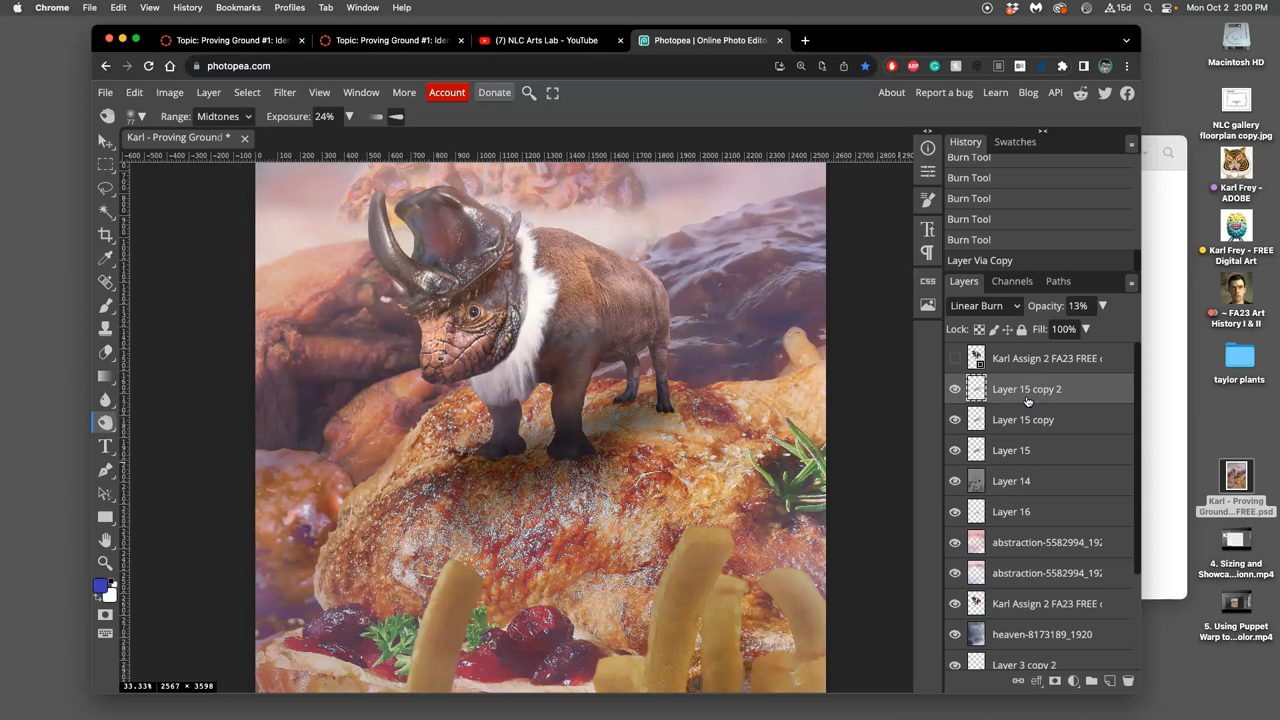 Chrome File Edit View History Bookmarks Profiles Tab Window Help 15d Mon Oct 2 2:00 PM
Topic: Proving Ground #1: Ide Topic: Proving Ground #1: Ide (7) NLC Arts Lab - YouTube Photopea | Online Photo Edito
photopea.com
File Edit Image Layer Select Filter View Window More Account Donate About Report a bug Learn Blog API
Range: Midtones Exposure: 24%
Karl - Proving Ground *
History Swatches
Burn Tool
Burn Tool
Burn Tool
Burn Tool
Burn Tool
Layer Via Copy
Layers Channels Paths
Linear Burn Opacity: 13%
Lock: Fill: 100%
Karl Assign 2 FA23 FREE c
Layer 15 copy 2
Layer 15 copy
Layer 15
Layer 14
Layer 16
abstraction-5582994_192
abstraction-5582994_192
Karl Assign 2 FA23 FREE c
heaven-8173189_1920
Layer 3 copy 2
CSS
33.33% 2567 × 3598
Macintosh HD
NLC gallery
floorplan copy.jpg
Karl Frey -
ADOBE
Karl Frey - FREE
Digital Art
~ FA23 Art
History I & II
taylor plants
Karl - Proving
Ground...FREE.psd
4. Sizing and
Showca...ionn.mp4
5. Using Puppet
Warp to...olor.mp4